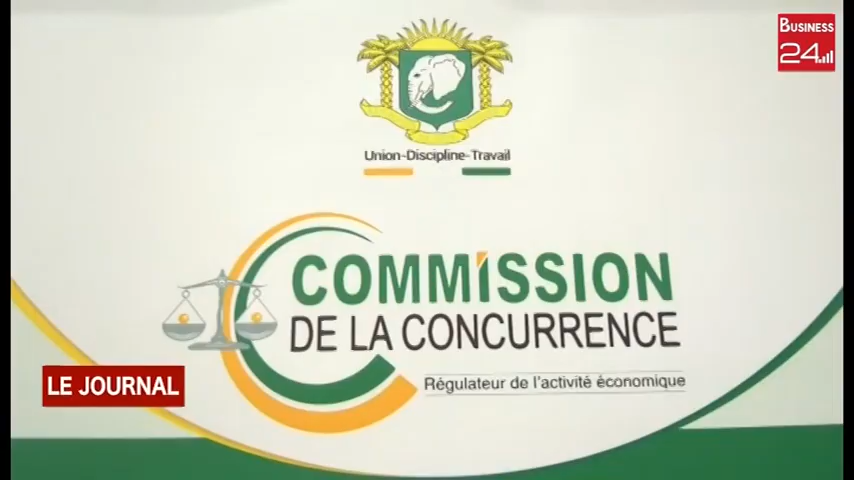 BUSINESS
24
Union-Discipline-Travail
COMMISSION
DE LA CONCURRENCE
Régulateur de l'activité économique
LE JOURNAL